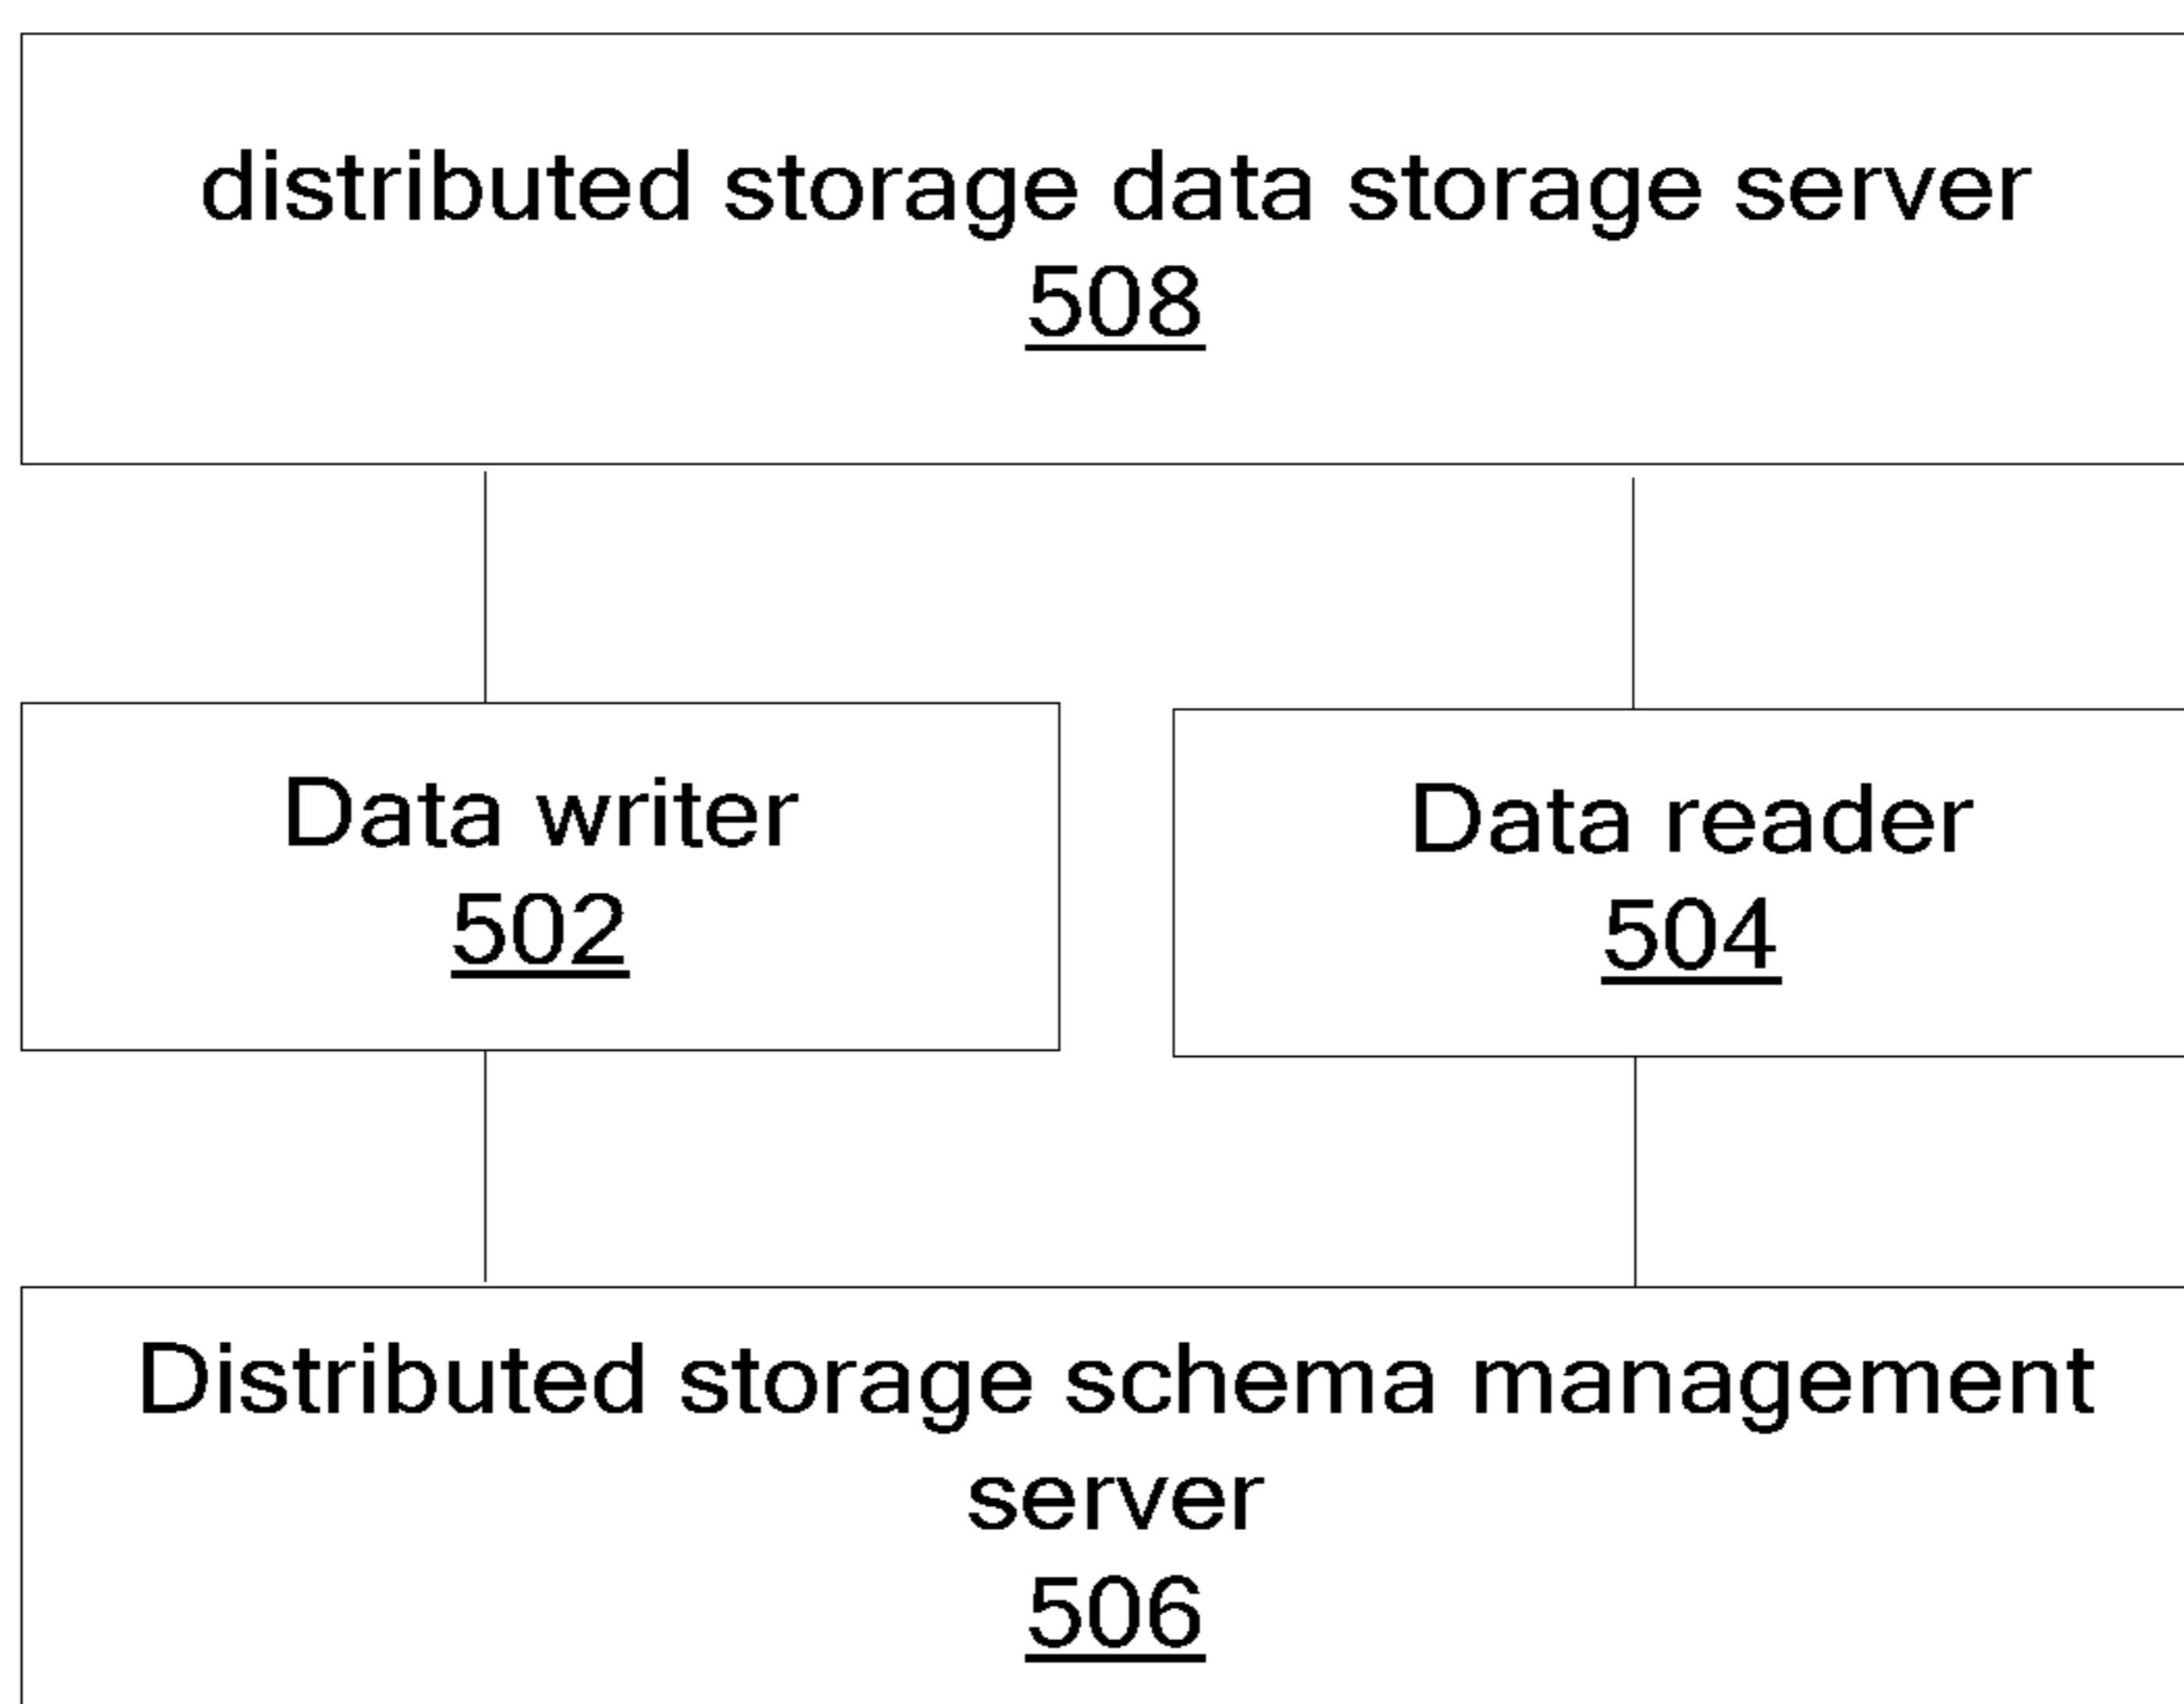 distributed storage data storage server
508
Data writer
502
Data reader
504
Distributed storage schema management
server
506